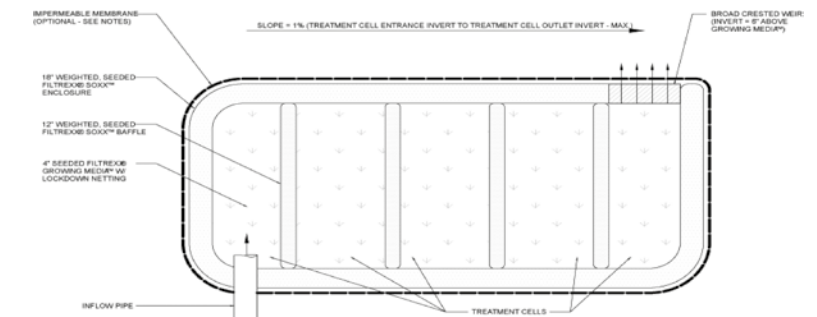 IMPERMEABLE MEMBRANE
(OPTIONAL - SEE NOTES)
SLOPE = 1% (TREATMENT CELL ENTRANCE INVERT TO TREATMENT CELL OUTLET INVERT - MAX.)
BROAD CRESTED WEIR:
(INVERT = 6" ABOVE
GROWING MEDIA™)
18" WEIGHTED, SEEDED
FILTREXX® SOXX™
ENCLOSURE
12" WEIGHTED, SEEDED
FILTREXX® SOXX™ BAFFLE
4" SEEDED FILTREXX®
GROWING MEDIA™ W/
LOCKDOWN NETTING
INFLOW PIPE
TREATMENT CELLS